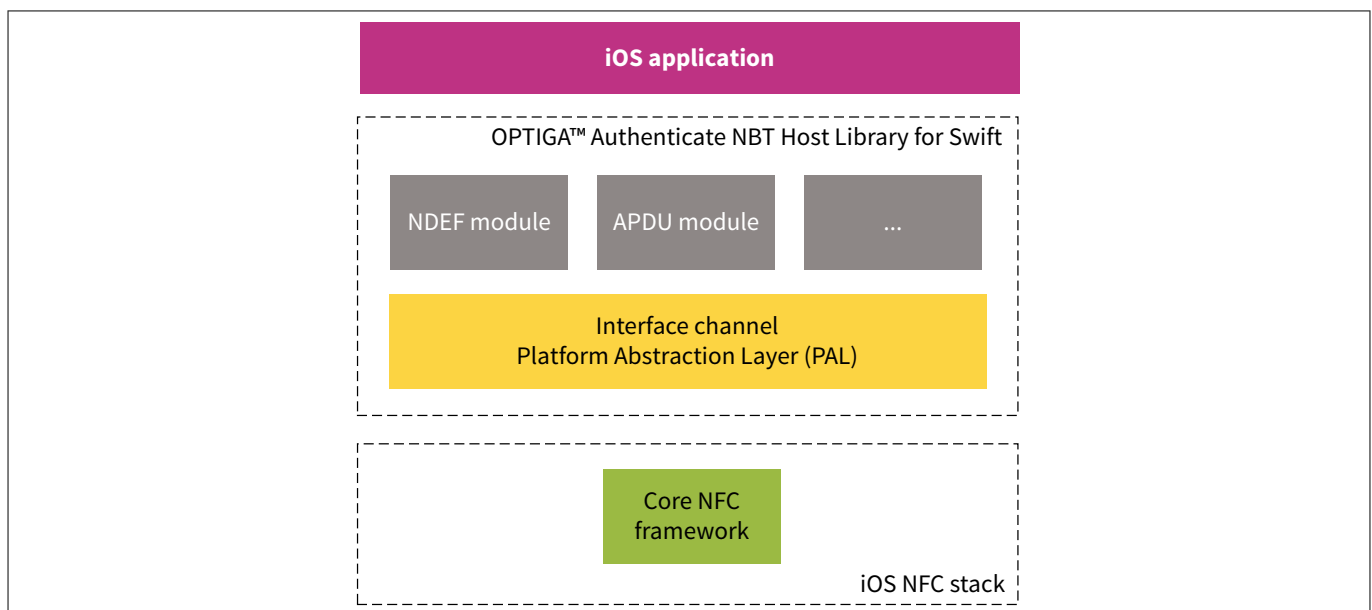 iOS application
OPTIGA™ Authenticate NBT Host Library for Swift
NDEF module
APDU module
...
Interface channel
Platform Abstraction Layer (PAL)
Core NFC
framework
iOS NFC stack